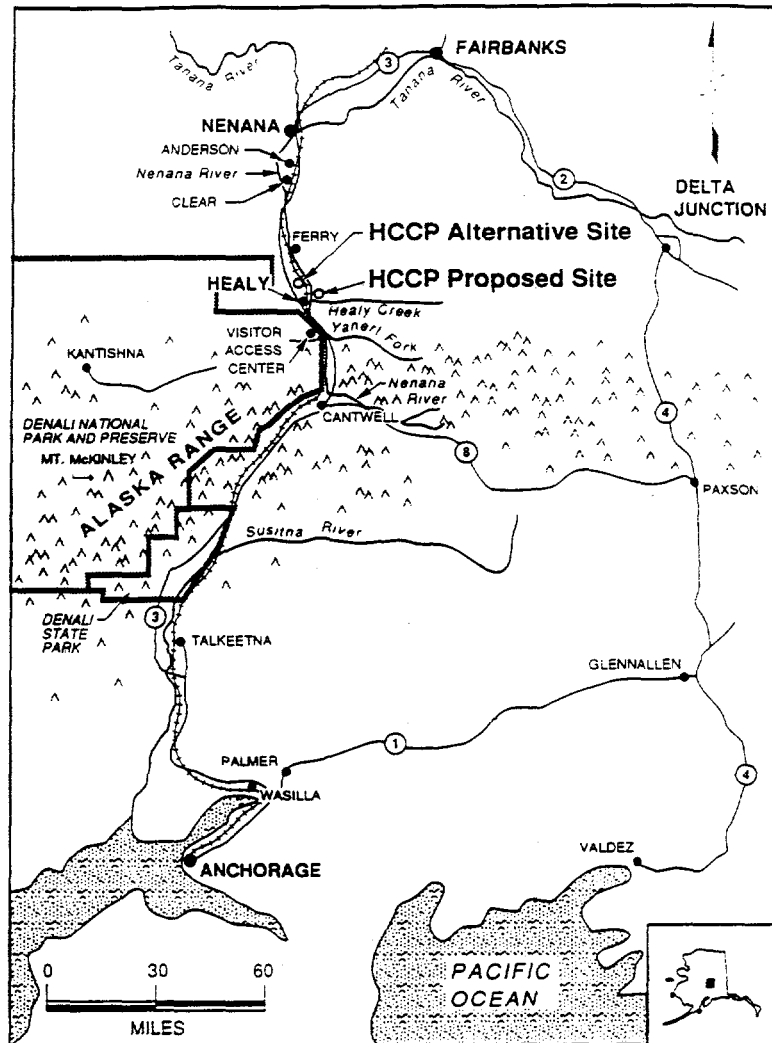 FAIRBANKS
3
Tanana River
Tanana River
NENANA
ANDERSON
Nenana River
CLEAR
2
DELTA
JUNCTION
FERRY
HCCP Alternative Site
HCCP Proposed Site
HEALY
Healy Creek
Yanert Fork
VISITOR
ACCESS
CENTER
KANTISHNA
Nenana
River
CANTWELL
4
8
DENALI NATIONAL
PARK AND PRESERVE
MT. McKINLEY
ALASKA RANGE
PAXSON
Susitna River
DENALI
STATE
PARK
3
TALKEETNA
GLENNALLEN
1
PALMER
WASILLA
4
ANCHORAGE
VALDEZ
PACIFIC
OCEAN
0 30 60
MILES